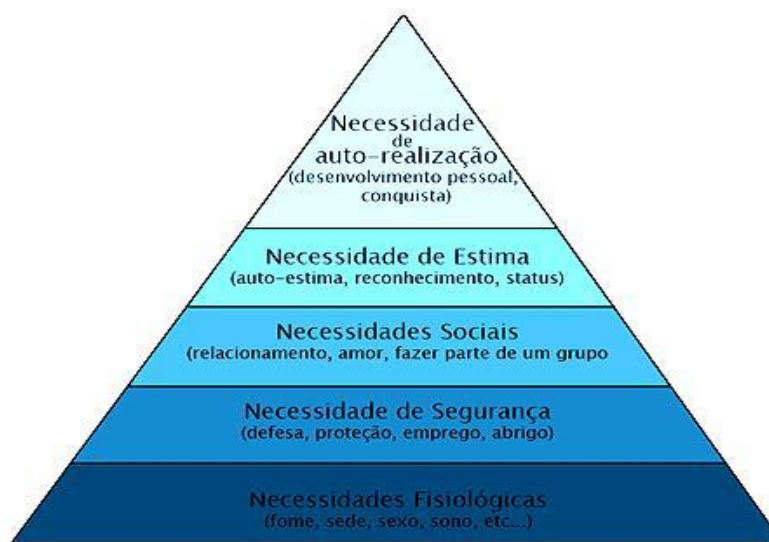 Necessidade
de
auto-realização
(desenvolvimento pessoal,
conquista)
Necessidade de Estima
(auto-estima, reconhecimento, status)
Necessidades Sociais
(relacionamento, amor, fazer parte de um grupo
Necessidade de Segurança
(defesa, proteção, emprego, abrigo)
Necessidades Fisiológicas
(fome, sede, sexo, sono, etc...)